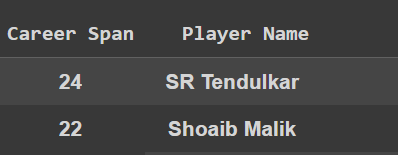 Career Span Player Name
24 SR Tendulkar
22 Shoaib Malik